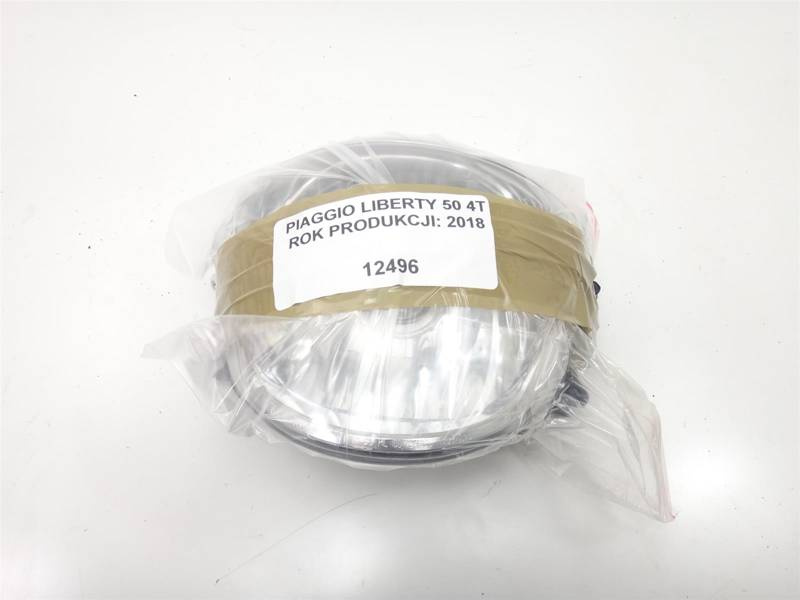 PIAGGIO LIBERTY 50 4T
ROK PRODUKCJI: 2018
12496